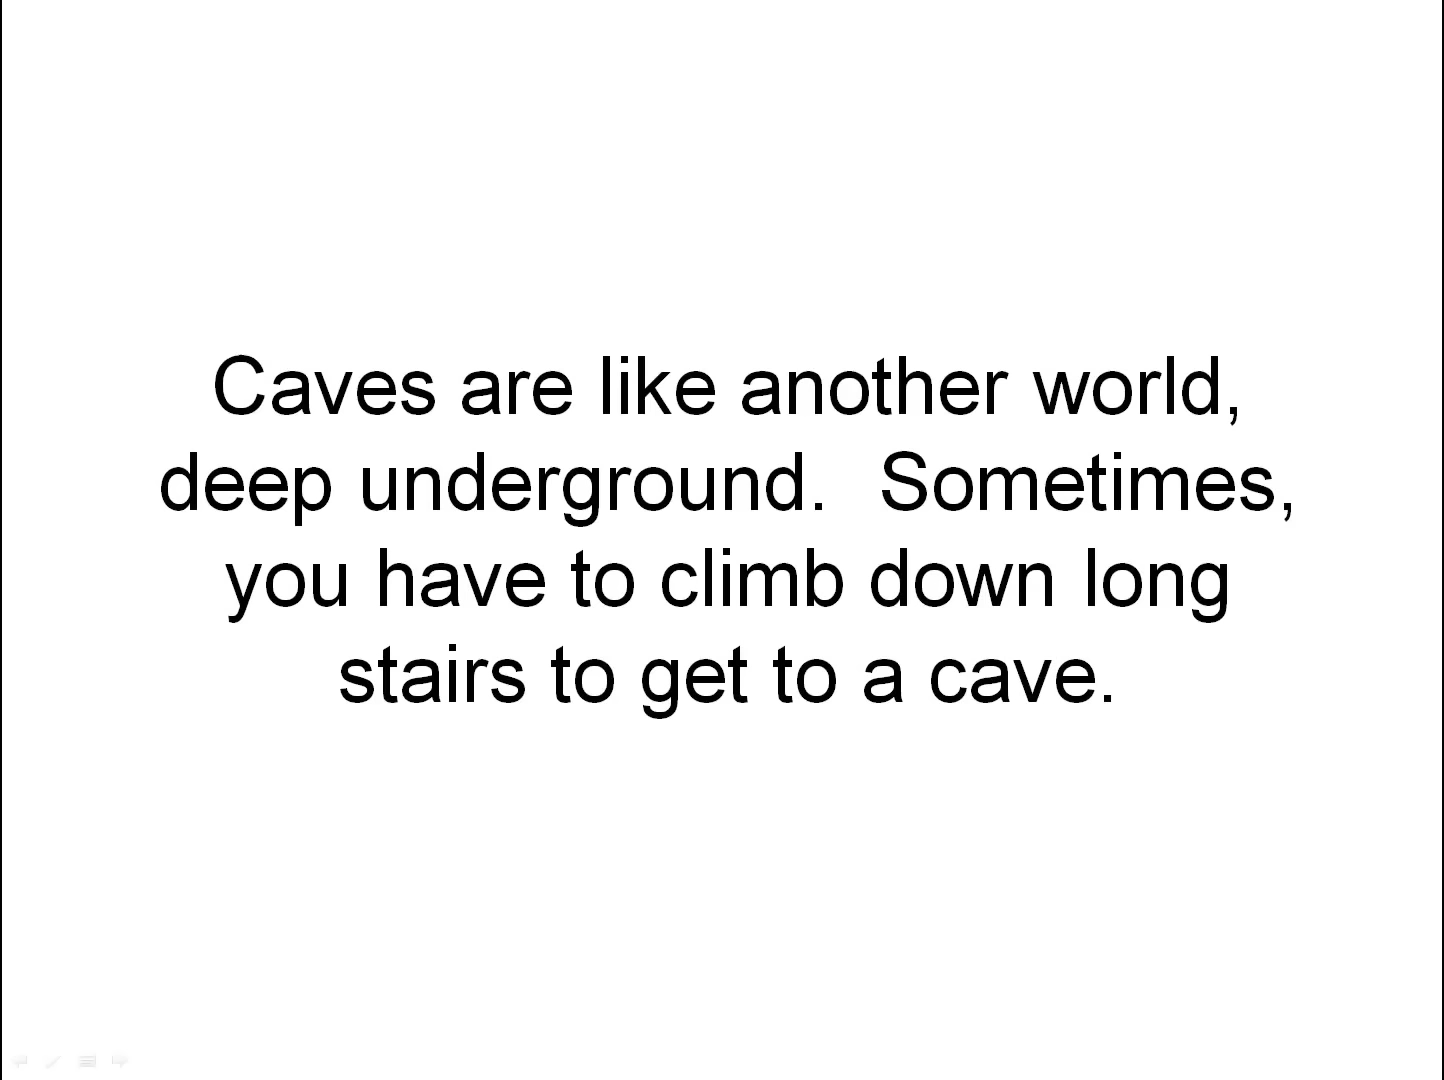 Caves are like another world,
deep underground.  Sometimes,
you have to climb down long
stairs to get to a cave.